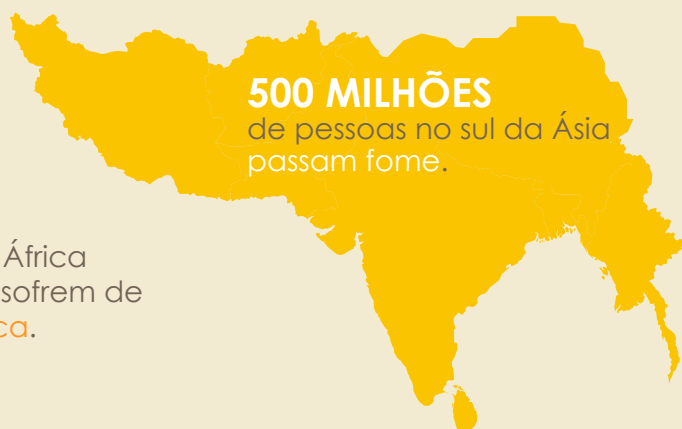 500 MILHÕES
de pessoas no sul da Ásia
passam fome.
África
sofrem de
ca.